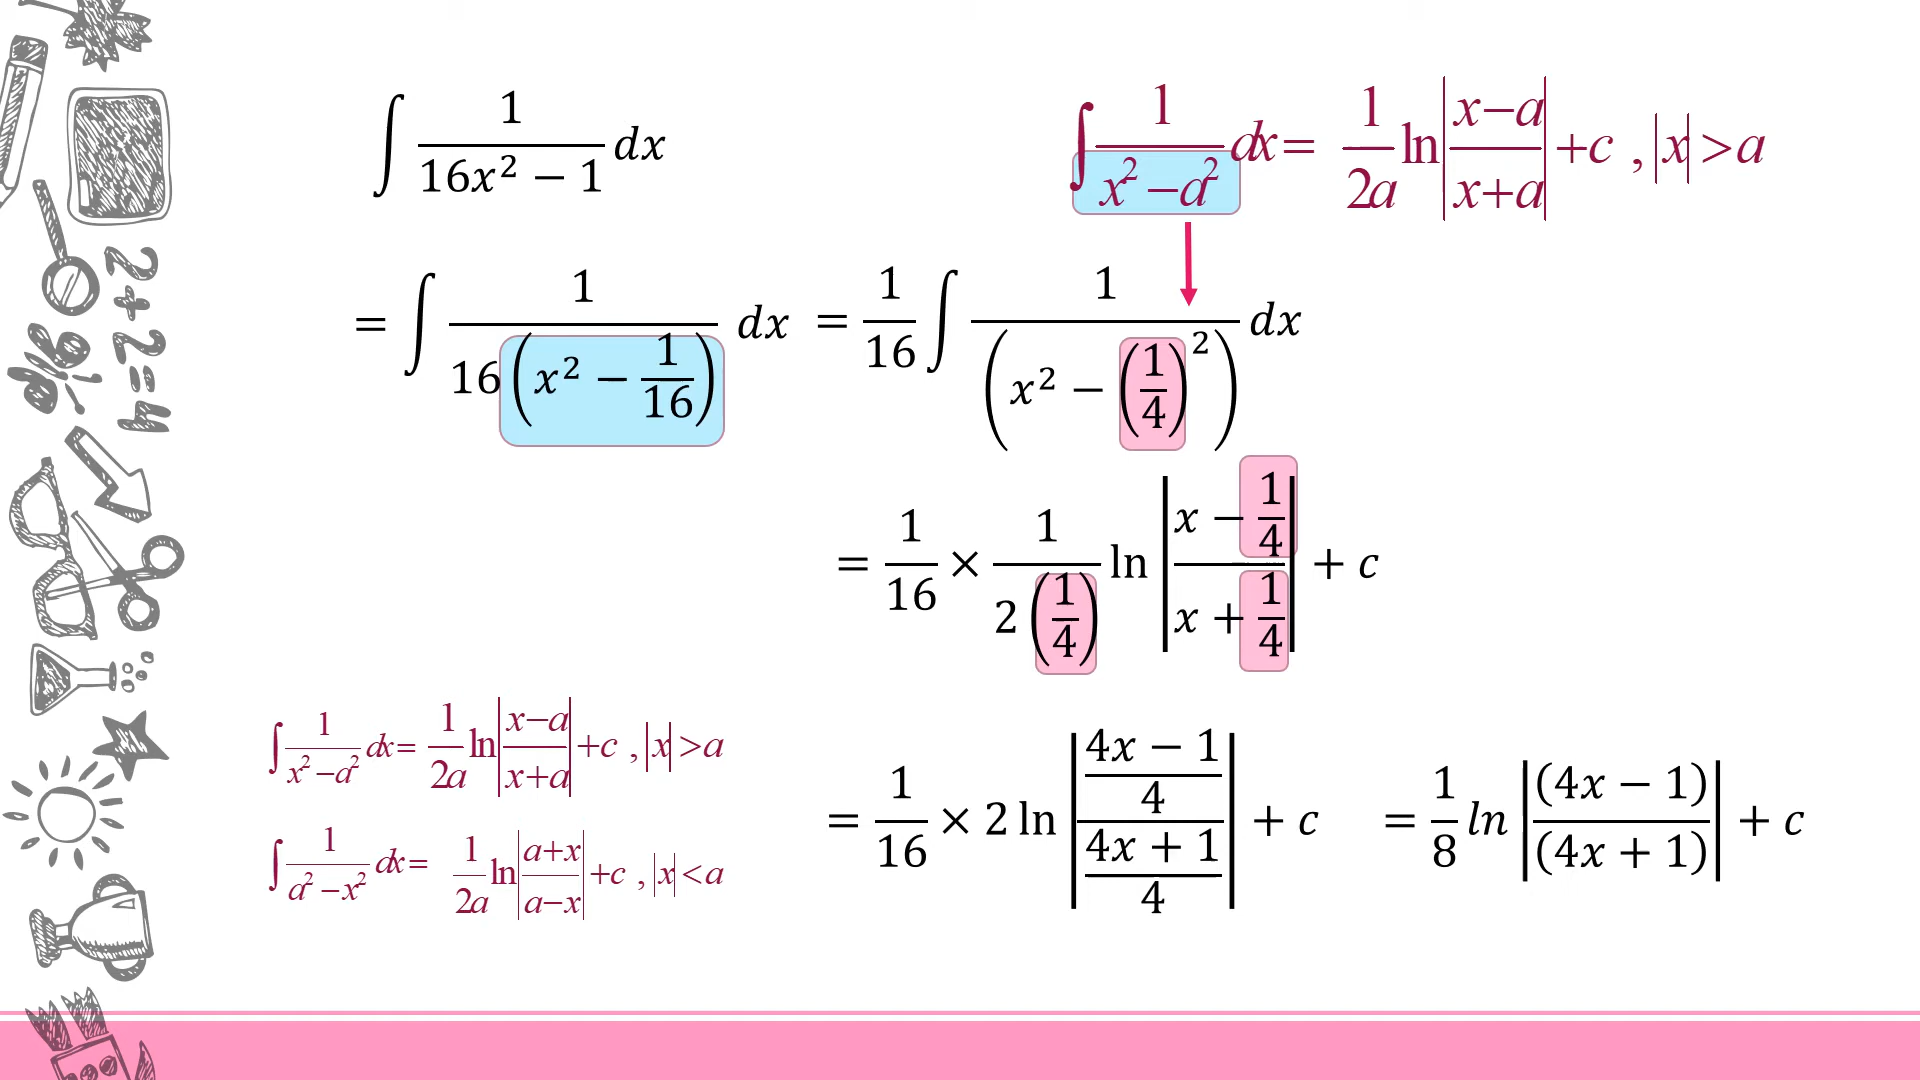 ∫ 1/(16x² − 1) dx
∫ 1/(x² − a²) dx = 1/(2a) ln|(x−a)/(x+a)| + c , |x| > a
= ∫ 1/(16(x² − 1/16)) dx = 1/16 ∫ 1/((x² − (1/4)²)) dx
= 1/16 × 1/(2(1/4)) ln|(x − 1/4)/(x + 1/4)| + c
= 1/16 × 2 ln|((4x − 1)/4)/((4x + 1)/4)| + c = 1/8 ln|(4x − 1)/(4x + 1)| + c
∫ 1/(x² − a²) dx = 1/(2a) ln|(x−a)/(x+a)| + c , |x| > a
∫ 1/(a² − x²) dx = 1/(2a) ln|(a+x)/(a−x)| + c , |x| < a
2+2=4
%